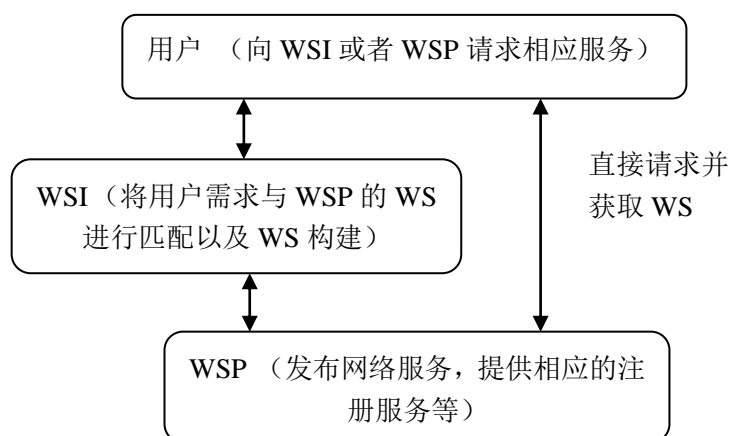 用户 （向 WSI 或者 WSP 请求相应服务）
直接请求并
获取 WS
WSI（将用户需求与 WSP 的 WS
进行匹配以及 WS 构建）
WSP （发布网络服务，提供相应的注
册服务等）